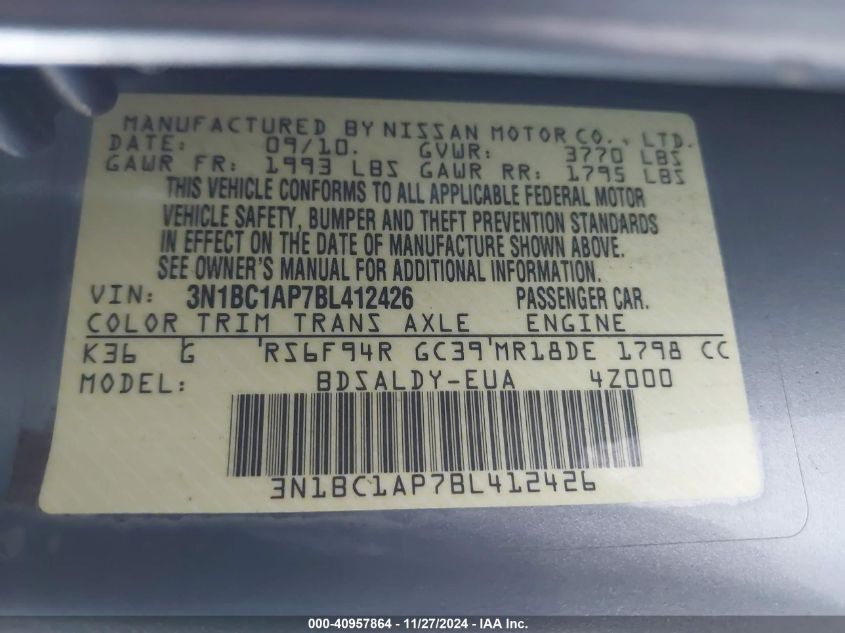 MANUFACTURED BY NISSAN MOTOR CO., LTD.
DATE: 09/10. GVWR: 3770 LBS
GAWR FR: 1993 LBS GAWR RR: 1795 LBS
THIS VEHICLE CONFORMS TO ALL APPLICABLE FEDERAL MOTOR
VEHICLE SAFETY, BUMPER AND THEFT PREVENTION STANDARDS
IN EFFECT ON THE DATE OF MANUFACTURE SHOWN ABOVE.
SEE OWNER'S MANUAL FOR ADDITIONAL INFORMATION.
VIN: 3N1BC1AP7BL412426 PASSENGER CAR.
COLOR TRIM TRANS AXLE ENGINE
K36 G RS6F94R GC39 MR18DE 1798 CC
MODEL: BDSALDY-EUA 4Z000
3N1BC1AP7BL412426
000-40957864 | 11/27/2024 - IAA Inc.